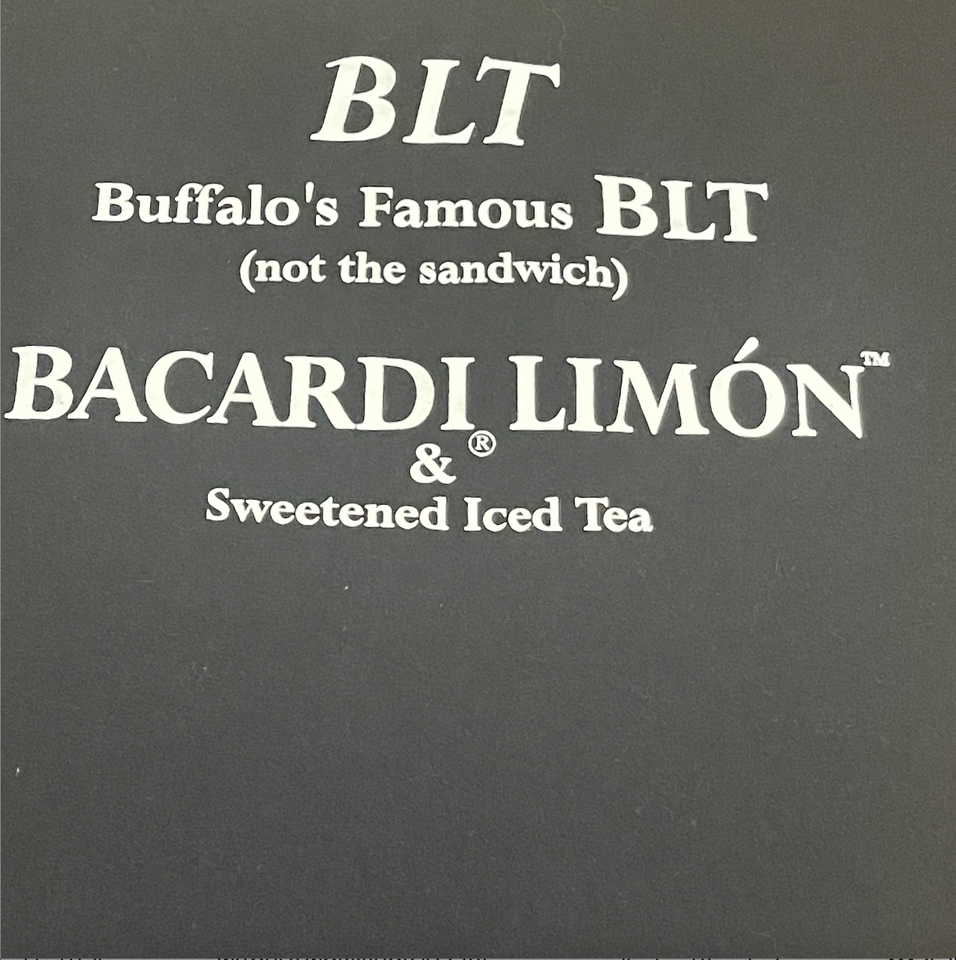 BLT
Buffalo's Famous BLT
(not the sandwich)
BACARDI® LIMÓN™
&
Sweetened Iced Tea